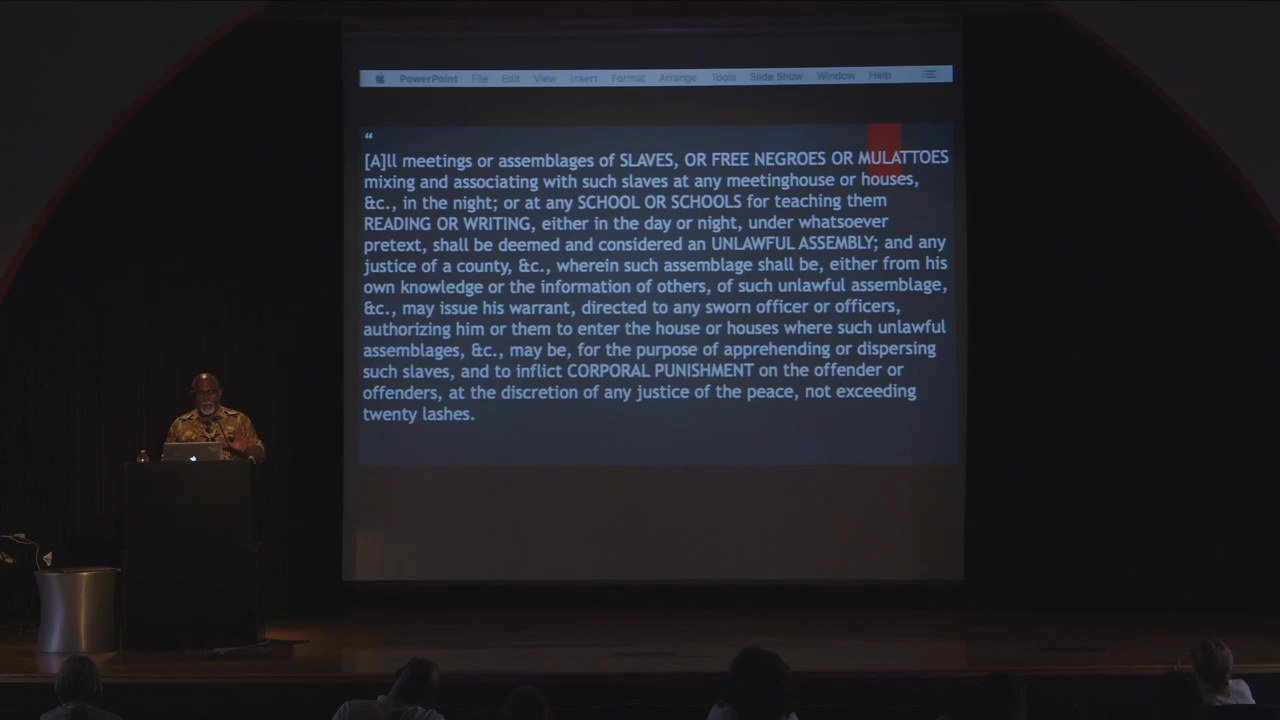 PowerPoint File Edit View Insert Format Arrange Tools Slide Show Window Help
“
[A]ll meetings or assemblages of SLAVES, OR FREE NEGROES OR MULATTOES
mixing and associating with such slaves at any meetinghouse or houses,
&c., in the night; or at any SCHOOL OR SCHOOLS for teaching them
READING OR WRITING, either in the day or night, under whatsoever
pretext, shall be deemed and considered an UNLAWFUL ASSEMBLY; and any
justice of a county, &c., wherein such assemblage shall be, either from his
own knowledge or the information of others, of such unlawful assemblage,
&c., may issue his warrant, directed to any sworn officer or officers,
authorizing him or them to enter the house or houses where such unlawful
assemblages, &c., may be, for the purpose of apprehending or dispersing
such slaves, and to inflict CORPORAL PUNISHMENT on the offender or
offenders, at the discretion of any justice of the peace, not exceeding
twenty lashes.